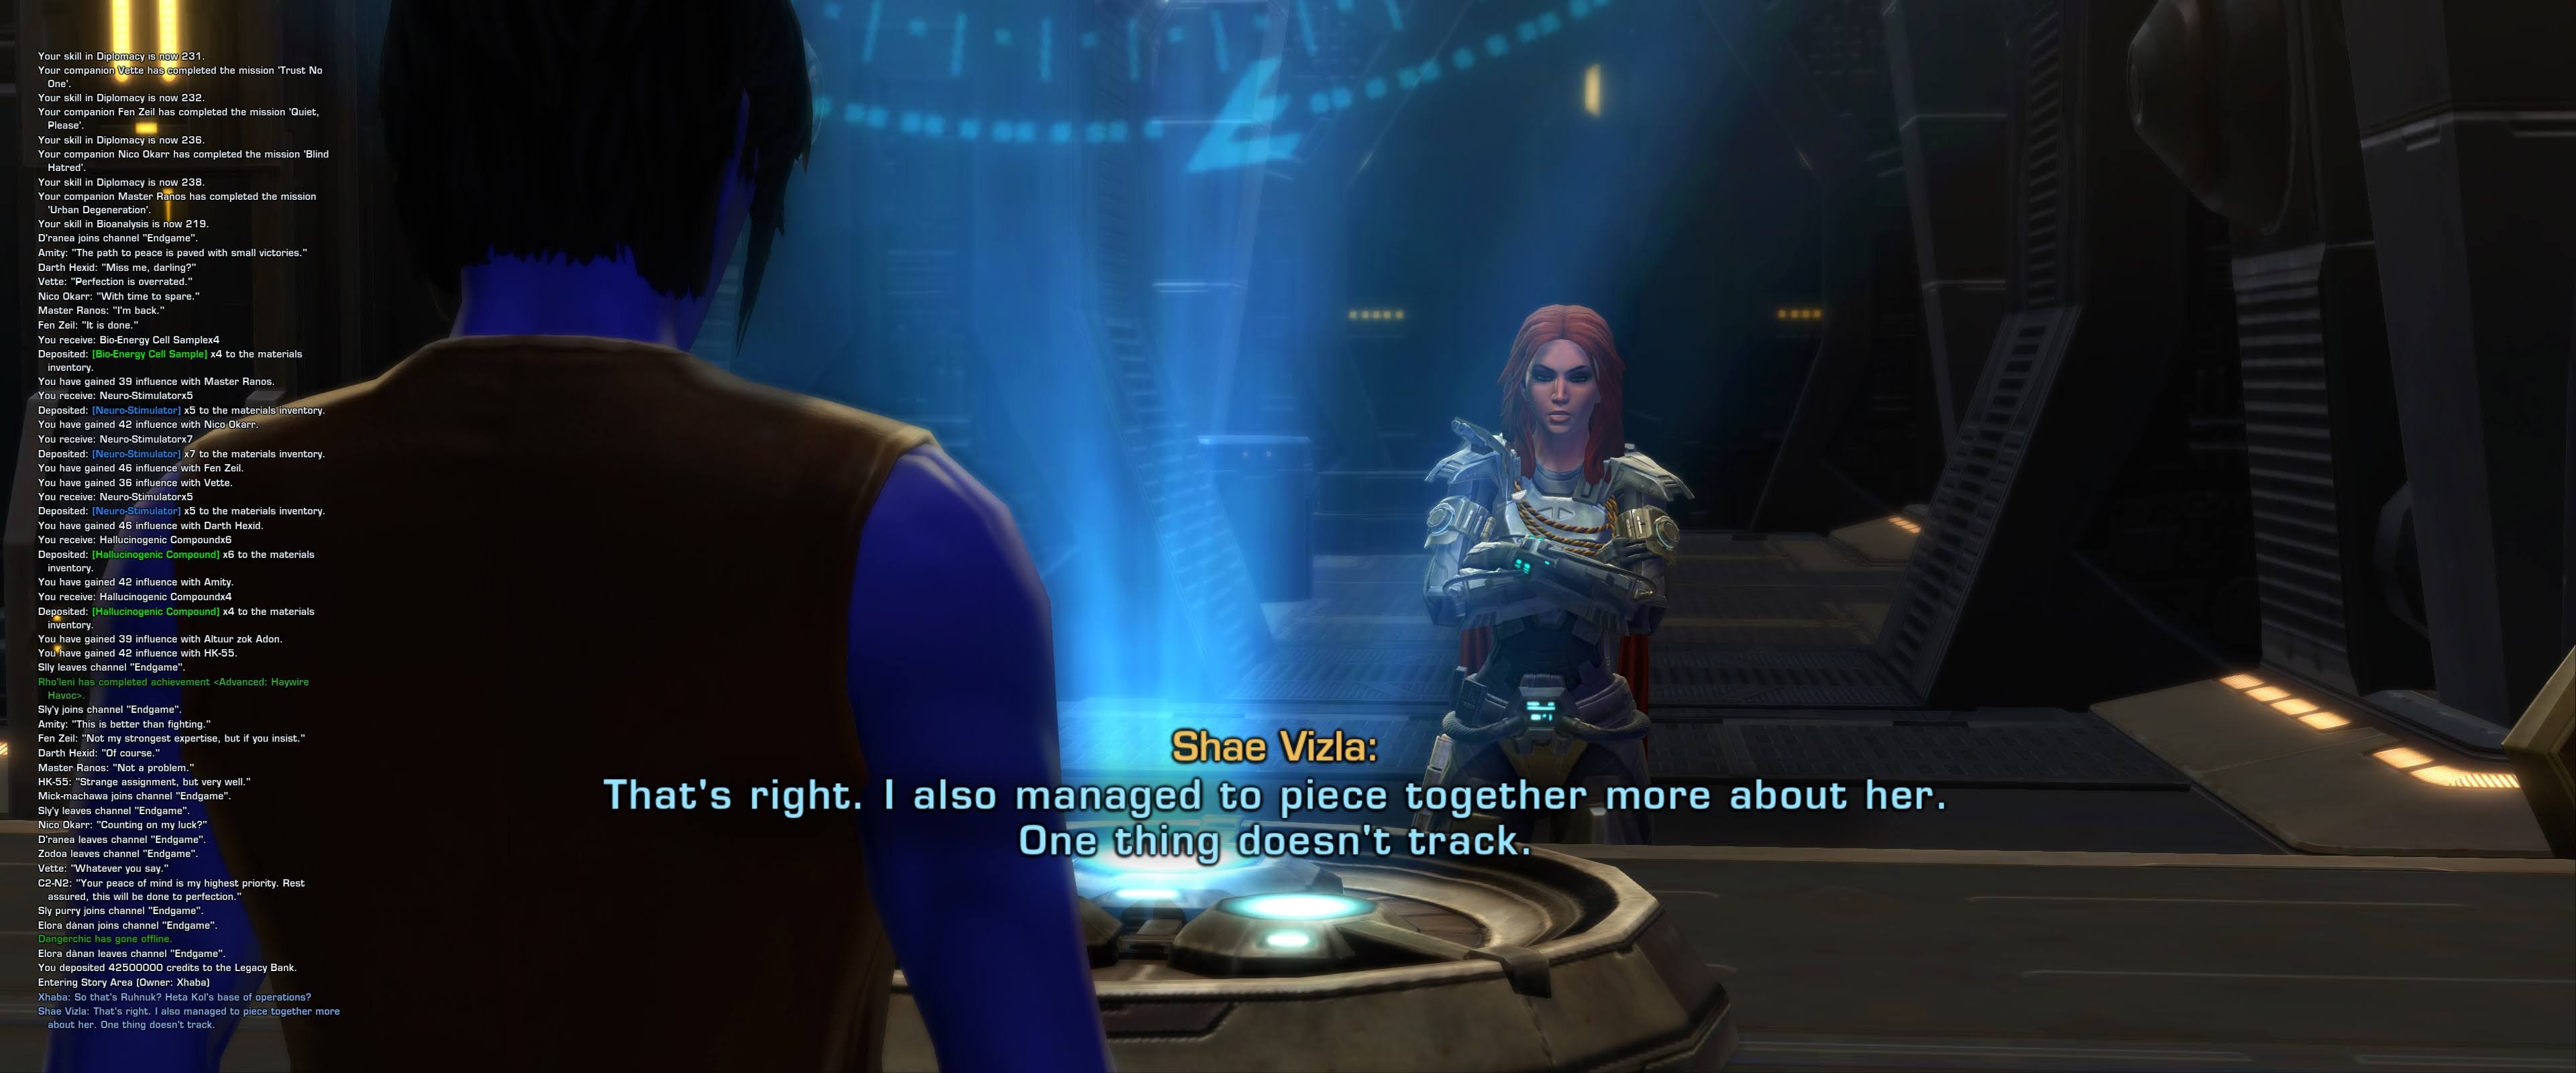 Your skill in Diplomacy is now 231.
Your companion Vette has completed the mission 'Trust No
One'.
Your skill in Diplomacy is now 232.
Your companion Fen Zeil has completed the mission 'Quiet,
Please'.
Your skill in Diplomacy is now 236.
Your companion Nico Okarr has completed the mission 'Blind
Hatred'.
Your skill in Diplomacy is now 238.
Your companion Master Ranos has completed the mission
'Urban Degeneration'.
Your skill in Bioanalysis is now 219.
D'ranea joins channel "Endgame".
Amity: "The path to peace is paved with small victories."
Darth Hexid: "Miss me, darling?"
Vette: "Perfection is overrated."
Nico Okarr: "With time to spare."
Master Ranos: "I'm back."
Fen Zeil: "It is done."
You receive: Bio-Energy Cell Samplex4
Deposited: [Bio-Energy Cell Sample] x4 to the materials
inventory.
You have gained 39 influence with Master Ranos.
You receive: Neuro-Stimulatorx5
Deposited: [Neuro-Stimulator] x5 to the materials inventory.
You have gained 42 influence with Nico Okarr.
You receive: Neuro-Stimulatorx7
Deposited: [Neuro-Stimulator] x7 to the materials inventory.
You have gained 46 influence with Fen Zeil.
You have gained 36 influence with Vette.
You receive: Neuro-Stimulatorx5
Deposited: [Neuro-Stimulator] x5 to the materials inventory.
You have gained 46 influence with Darth Hexid.
You receive: Hallucinogenic Compoundx6
Deposited: [Hallucinogenic Compound] x6 to the materials
inventory.
You have gained 42 influence with Amity.
You receive: Hallucinogenic Compoundx4
Deposited: [Hallucinogenic Compound] x4 to the materials
inventory.
You have gained 39 influence with Altuur zok Adon.
You have gained 42 influence with HK-55.
Slly leaves channel "Endgame".
Rho'leni has completed achievement <Advanced: Haywire
Havoc>.
Sly'y joins channel "Endgame".
Amity: "This is better than fighting."
Fen Zeil: "Not my strongest expertise, but if you insist."
Darth Hexid: "Of course."
Master Ranos: "Not a problem."
HK-55: "Strange assignment, but very well."
Mick-machawa joins channel "Endgame".
Sly'y leaves channel "Endgame".
Nico Okarr: "Counting on my luck?"
D'ranea leaves channel "Endgame".
Zodoa leaves channel "Endgame".
Vette: "Whatever you say."
C2-N2: "Your peace of mind is my highest priority. Rest
assured, this will be done to perfection."
Sly purry joins channel "Endgame".
Elora dànan joins channel "Endgame".
Dangerchic has gone offline.
Elora dànan leaves channel "Endgame".
You deposited 42500000 credits to the Legacy Bank.
Entering Story Area (Owner: Xhaba)
Xhaba: So that's Ruhnuk? Heta Kol's base of operations?
Shae Vizla: That's right. I also managed to piece together more
about her. One thing doesn't track.
Shae Vizla:
That's right. I also managed to piece together more about her.
One thing doesn't track.